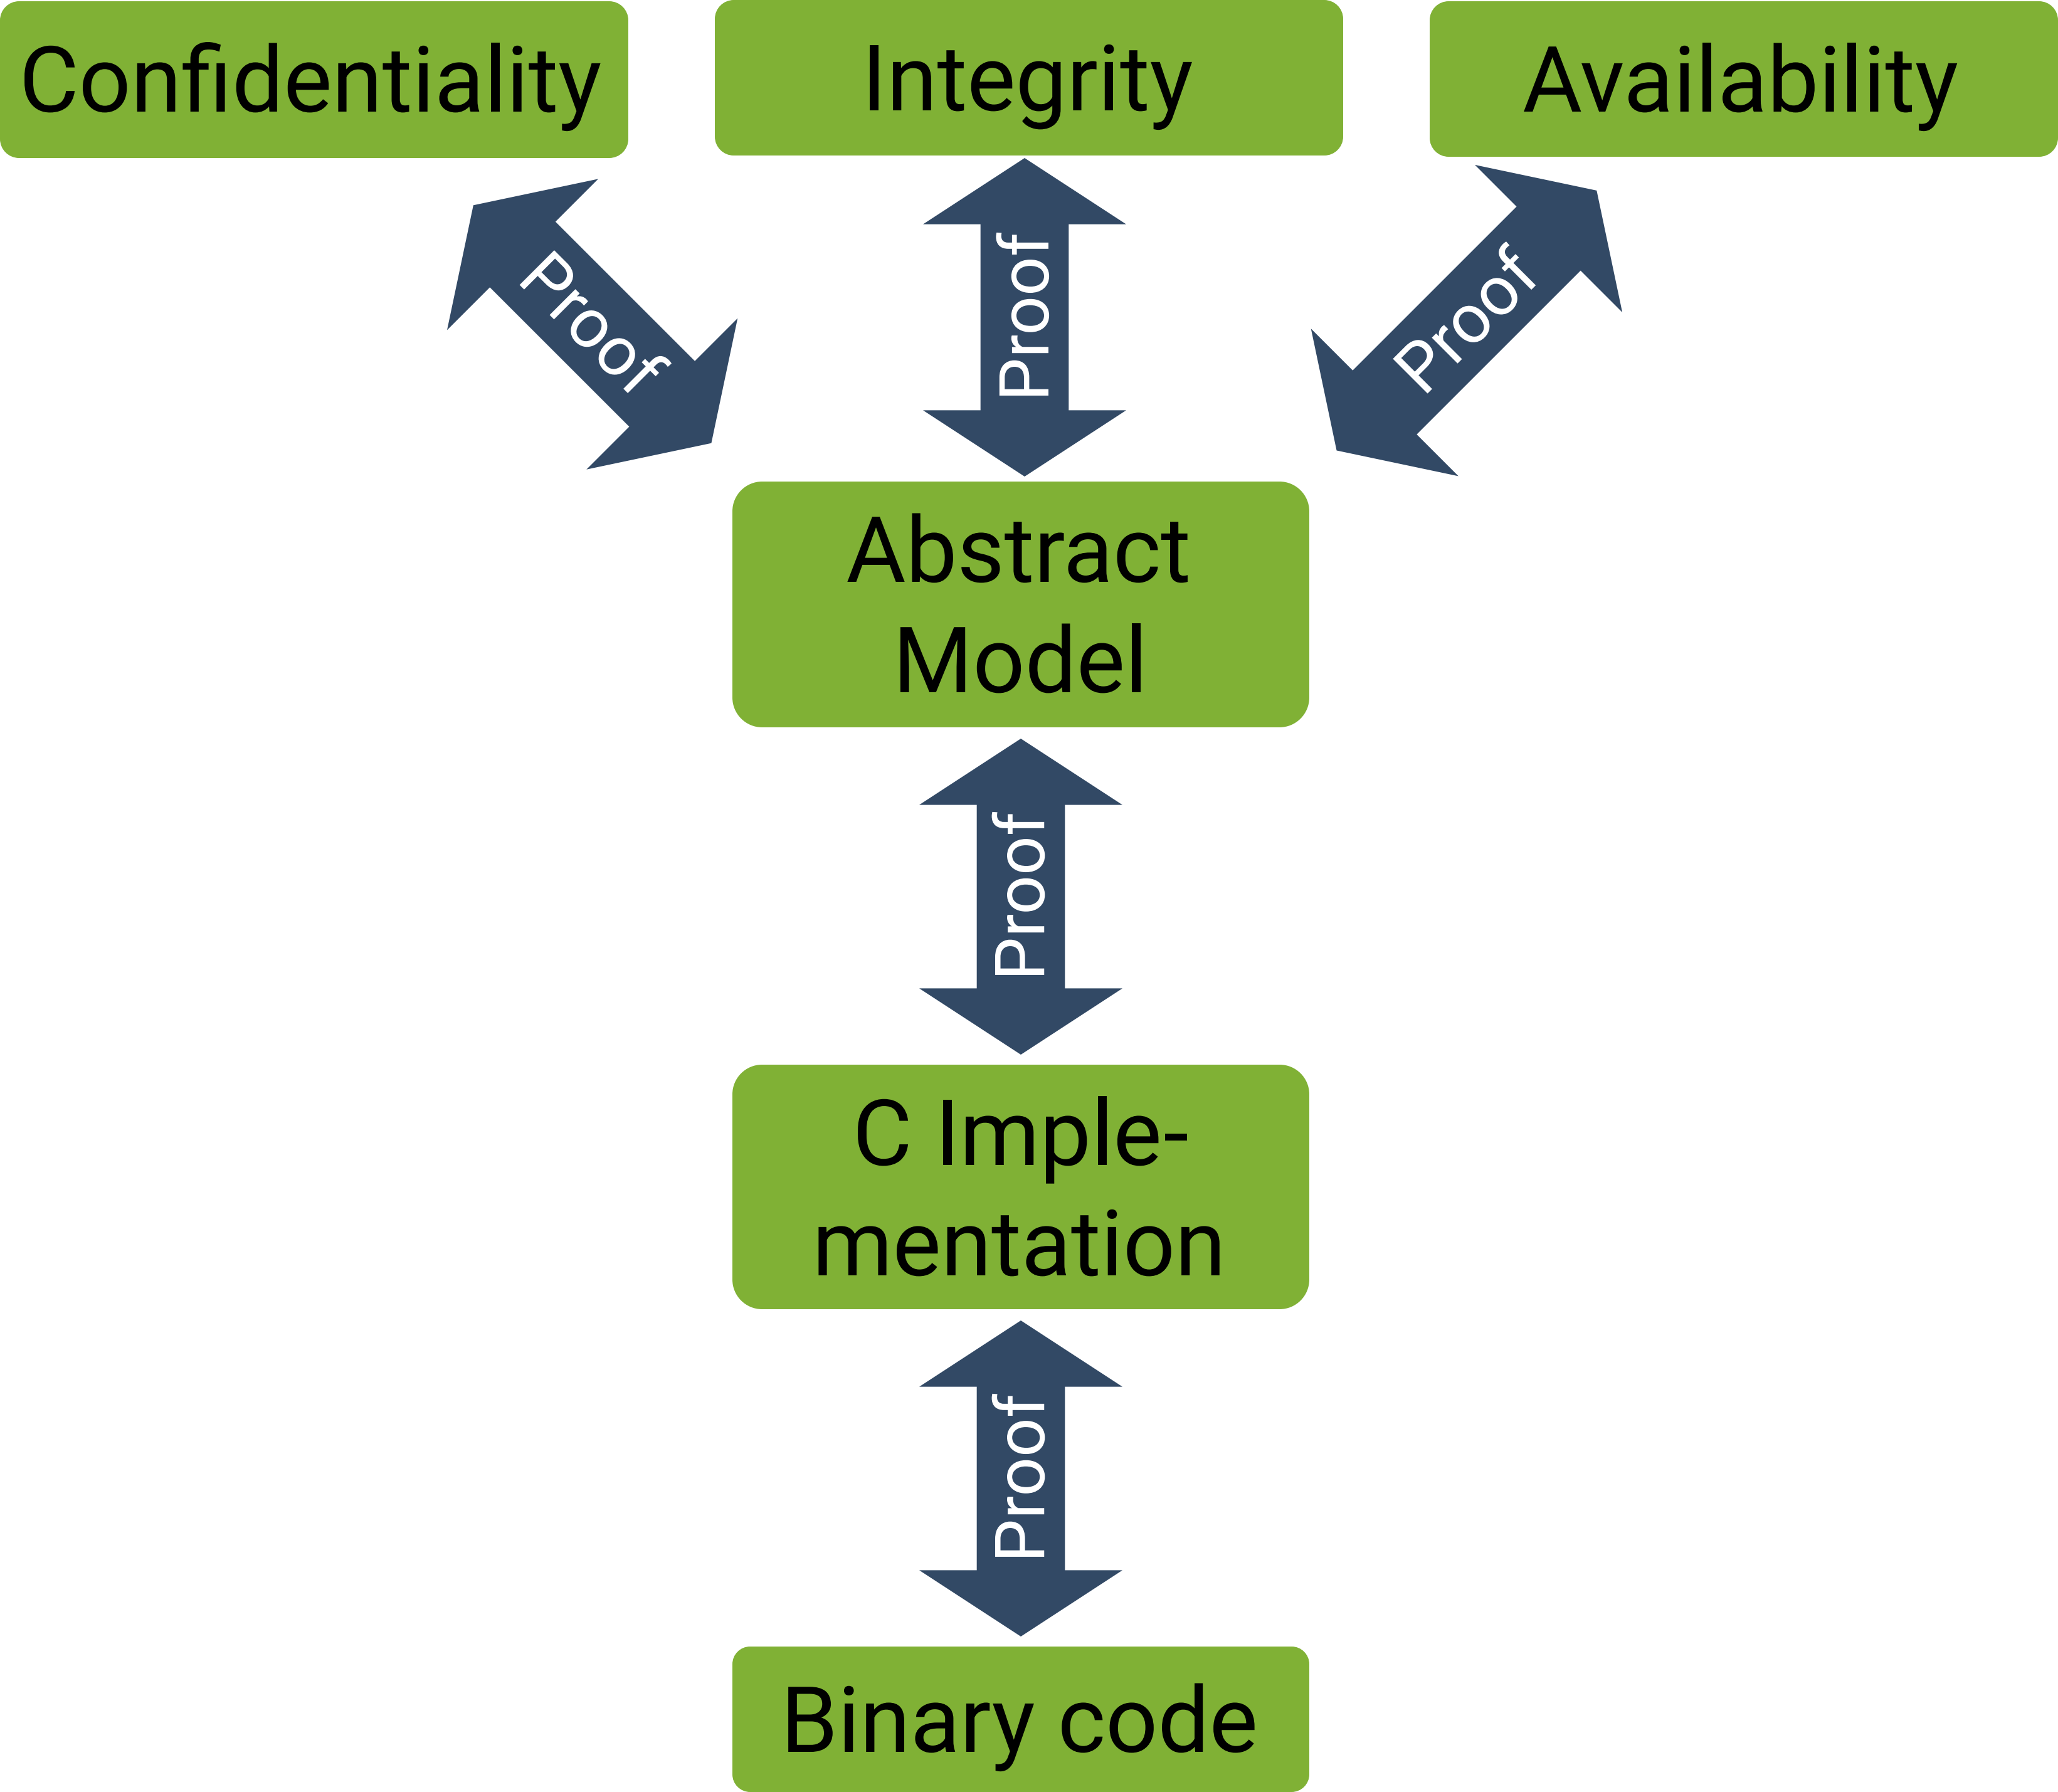 Confidentiality
Integrity
Availability
Proof
Proof
Proof
Abstract
Model
Proof
C Imple-
mentation
Proof
Binary code